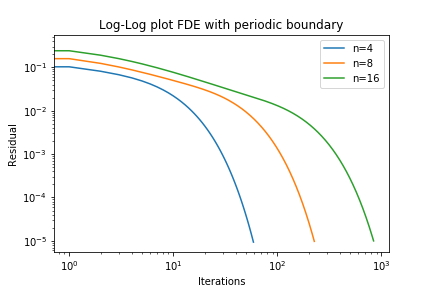 Log-Log plot FDE with periodic boundary
n=4
n=8
n=16
Residual
10⁻¹
10⁻²
10⁻³
10⁻⁴
10⁻⁵
10⁰ 10¹ 10² 10³
Iterations